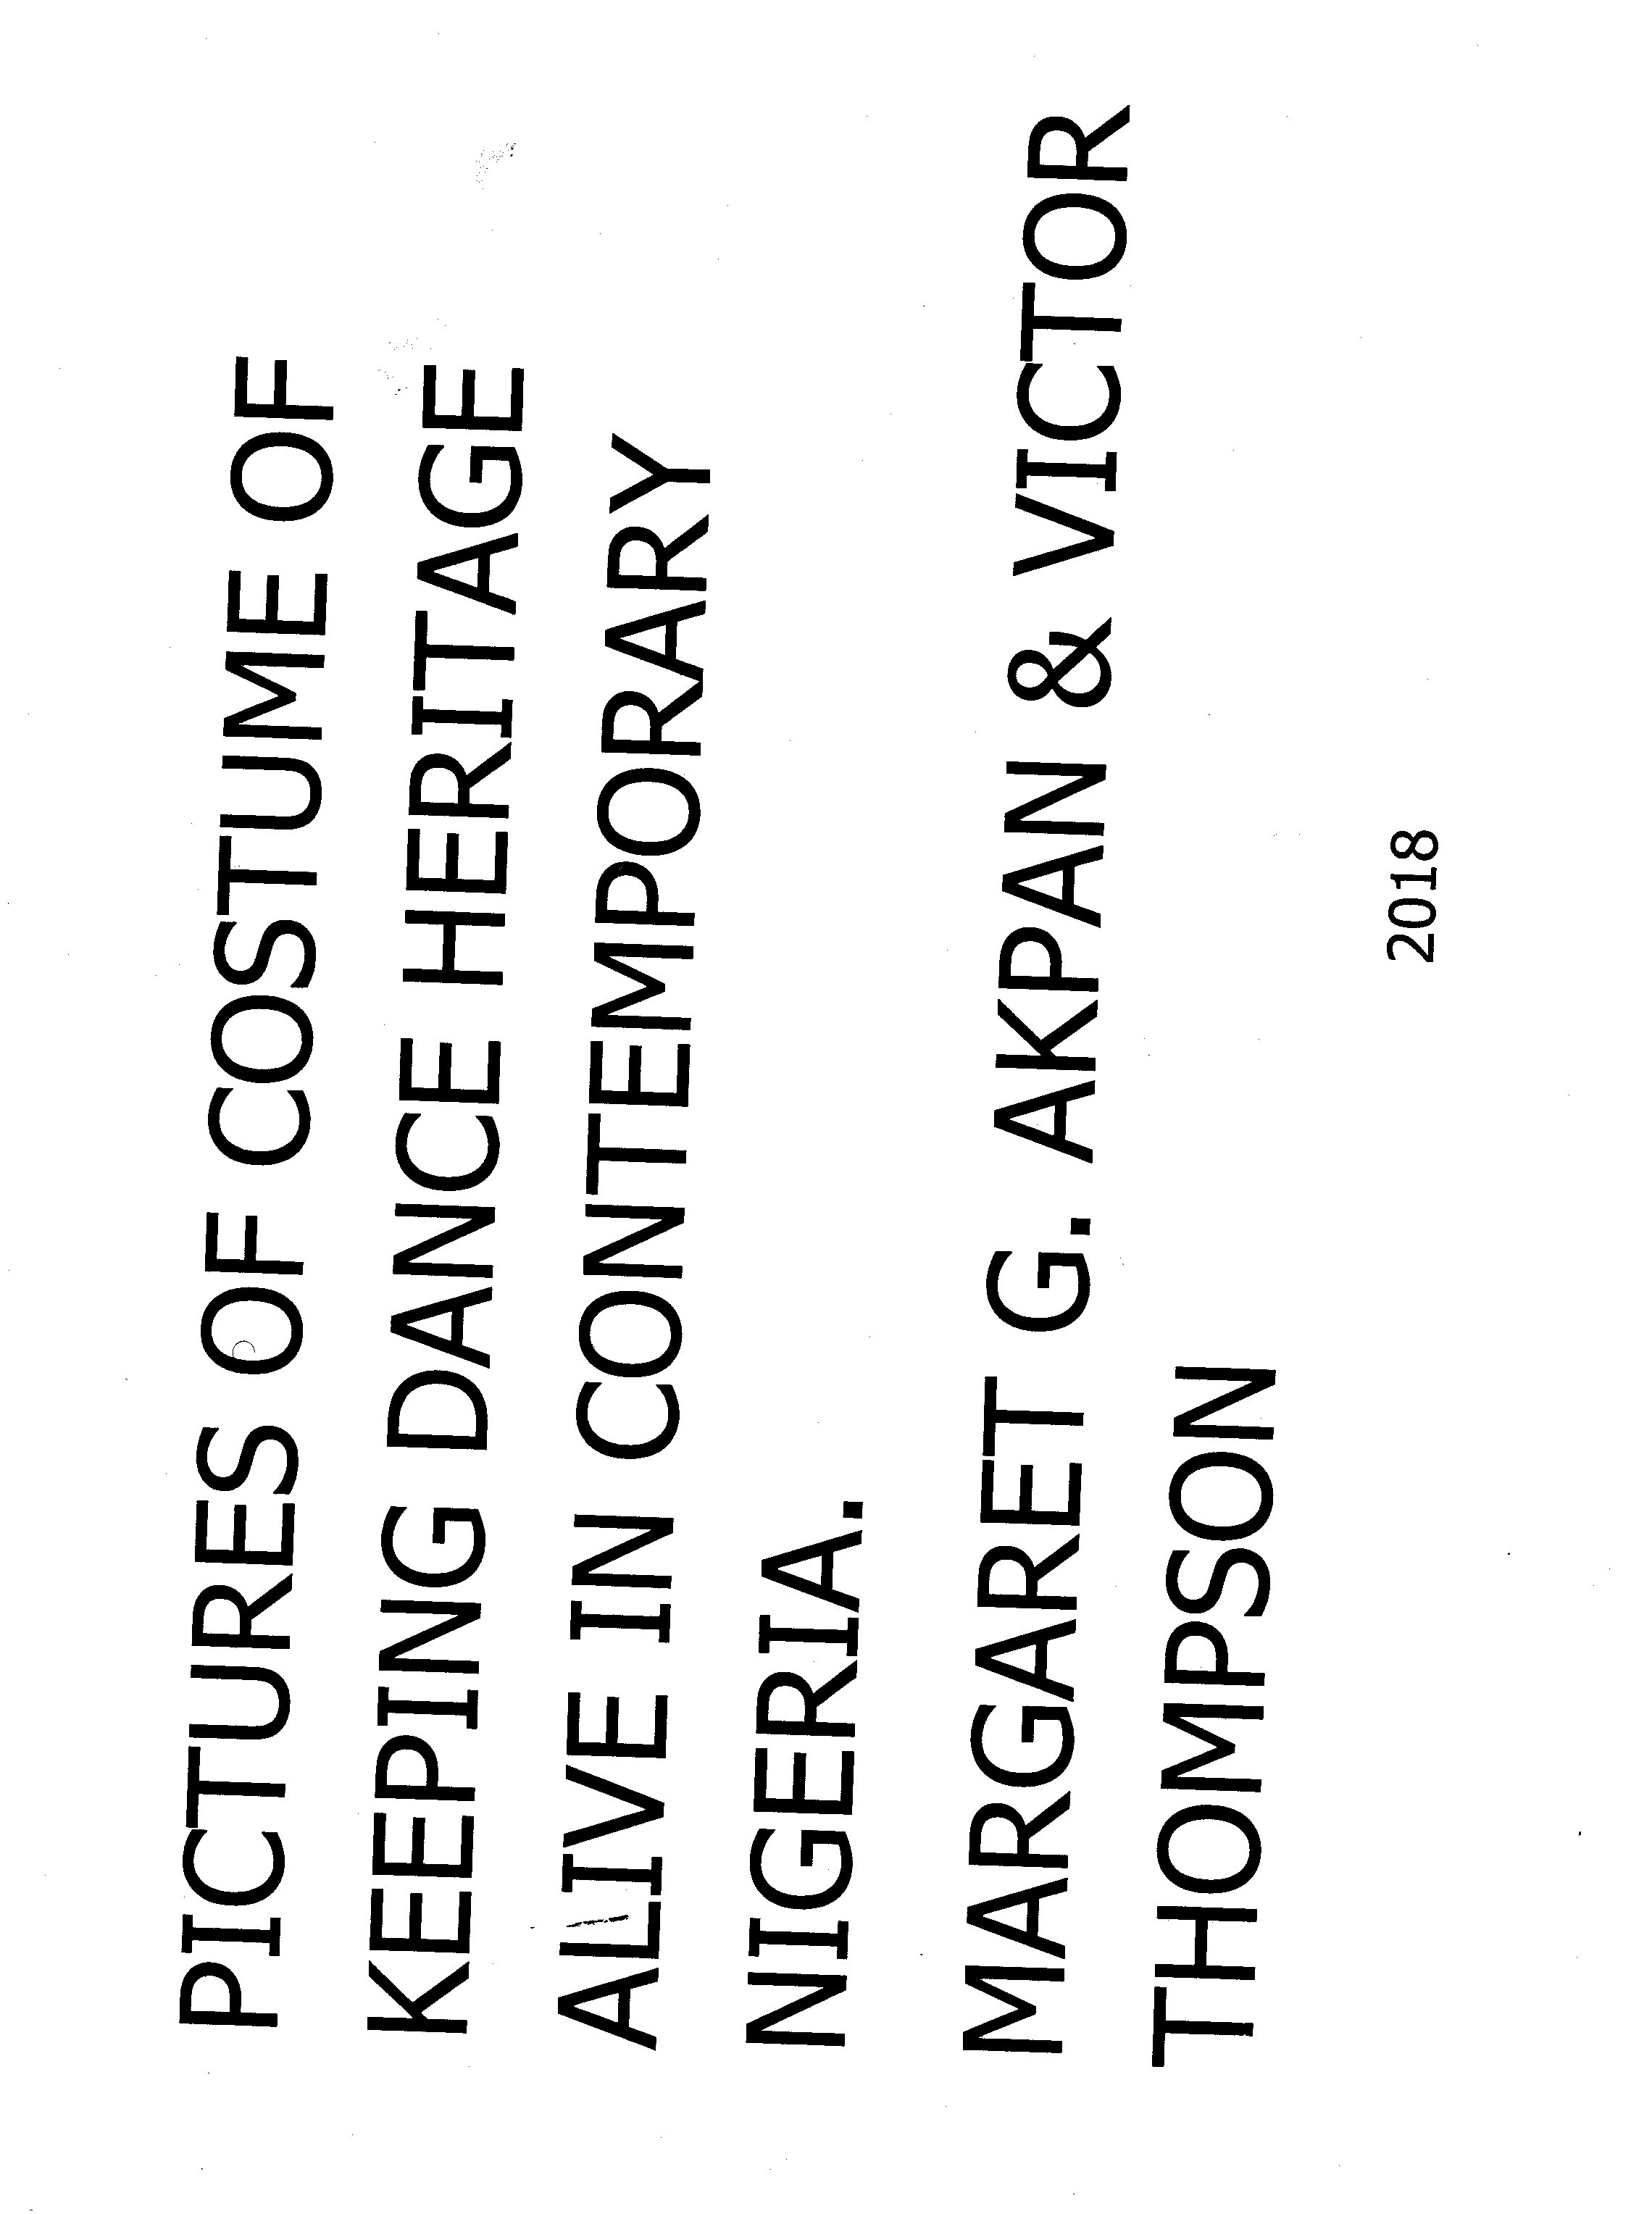 PICTURES OF COSTUME OF
KEEPING DANCE HERITAGE
ALIVE IN CONTEMPORARY
NIGERIA.
MARGARET G. AKPAN & VICTOR
THOMPSON
2018